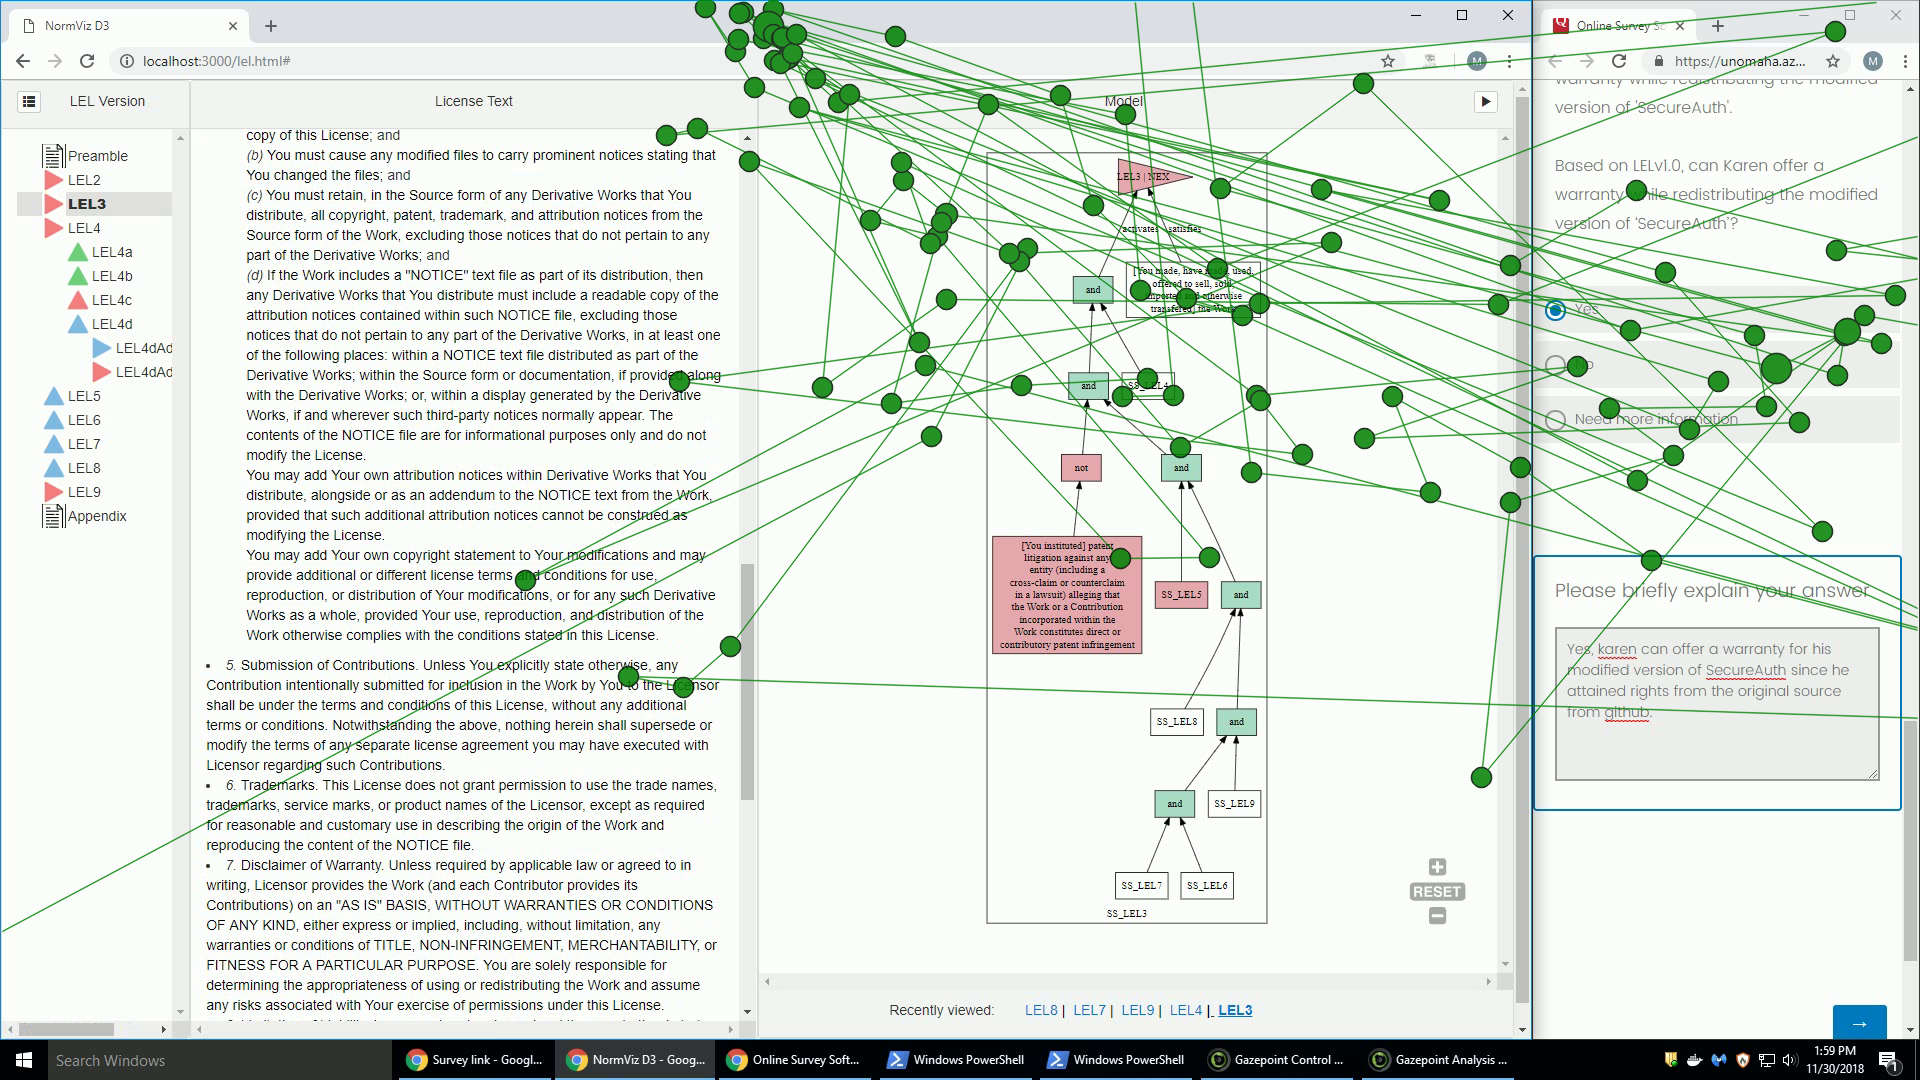 NormViz D3
localhost:3000/lel.html#
LEL Version
Preamble
LEL2
LEL3
LEL4
LEL4a
LEL4b
LEL4c
LEL4d
LEL4dAd
LEL4dAd
LEL5
LEL6
LEL7
LEL8
LEL9
Appendix
License Text
copy of this License; and
(b) You must cause any modified files to carry prominent notices stating that
You changed the files; and
(c) You must retain, in the Source form of any Derivative Works that You
distribute, all copyright, patent, trademark, and attribution notices from the
Source form of the Work, excluding those notices that do not pertain to any
part of the Derivative Works; and
(d) If the Work includes a "NOTICE" text file as part of its distribution, then
any Derivative Works that You distribute must include a readable copy of the
attribution notices contained within such NOTICE file, excluding those
notices that do not pertain to any part of the Derivative Works, in at least one
of the following places: within a NOTICE text file distributed as part of the
Derivative Works; within the Source form or documentation, if provided along
with the Derivative Works; or, within a display generated by the Derivative
Works, if and wherever such third-party notices normally appear. The
contents of the NOTICE file are for informational purposes only and do not
modify the License.
You may add Your own attribution notices within Derivative Works that You
distribute, alongside or as an addendum to the NOTICE text from the Work,
provided that such additional attribution notices cannot be construed as
modifying the License.
You may add Your own copyright statement to Your modifications and may
provide additional or different license terms and conditions for use,
reproduction, or distribution of Your modifications, or for any such Derivative
Works as a whole, provided Your use, reproduction, and distribution of the
Work otherwise complies with the conditions stated in this License.
• 5. Submission of Contributions. Unless You explicitly state otherwise, any
Contribution intentionally submitted for inclusion in the Work by You to the Licensor
shall be under the terms and conditions of this License, without any additional
terms or conditions. Notwithstanding the above, nothing herein shall supersede or
modify the terms of any separate license agreement you may have executed with
Licensor regarding such Contributions.
• 6. Trademarks. This License does not grant permission to use the trade names,
trademarks, service marks, or product names of the Licensor, except as required
for reasonable and customary use in describing the origin of the Work and
reproducing the content of the NOTICE file.
• 7. Disclaimer of Warranty. Unless required by applicable law or agreed to in
writing, Licensor provides the Work (and each Contributor provides its
Contributions) on an "AS IS" BASIS, WITHOUT WARRANTIES OR CONDITIONS
OF ANY KIND, either express or implied, including, without limitation, any
warranties or conditions of TITLE, NON-INFRINGEMENT, MERCHANTABILITY, or
FITNESS FOR A PARTICULAR PURPOSE. You are solely responsible for
determining the appropriateness of using or redistributing the Work and assume
any risks associated with Your exercise of permissions under this License.
Model
LEL3 | NEX
activates satisfies
and
[You made, have made, used,
offered to sell, sold,
imported and otherwise
transfered] the Work
and
SS_LEL4
not
and
[You instituted] patent
litigation against any
entity (including a
cross-claim or counterclaim
in a lawsuit) alleging that
the Work or a Contribution
incorporated within the
Work constitutes direct or
contributory patent infringement
SS_LEL5
and
SS_LEL8
and
and
SS_LEL9
SS_LEL7
SS_LEL6
SS_LEL3
RESET
Recently viewed: LEL8 | LEL7 | LEL9 | LEL4 | LEL3
M
Online Survey S
https://unomaha.az...
M
warranty while redistributing the modified
version of 'SecureAuth'.
Based on LELv1.0, can Karen offer a
warranty while redistributing the modified
version of 'SecureAuth'?
Yes
No
Need more information
Please briefly explain your answer
Yes, karen can offer a warranty for his
modified version of SecureAuth since he
attained rights from the original source
from github.
→
Search Windows
Survey link - Googl...
NormViz D3 - Goog...
Online Survey Soft...
Windows PowerShell
Windows PowerShell
Gazepoint Control ...
Gazepoint Analysis ...
1:59 PM
11/30/2018
1